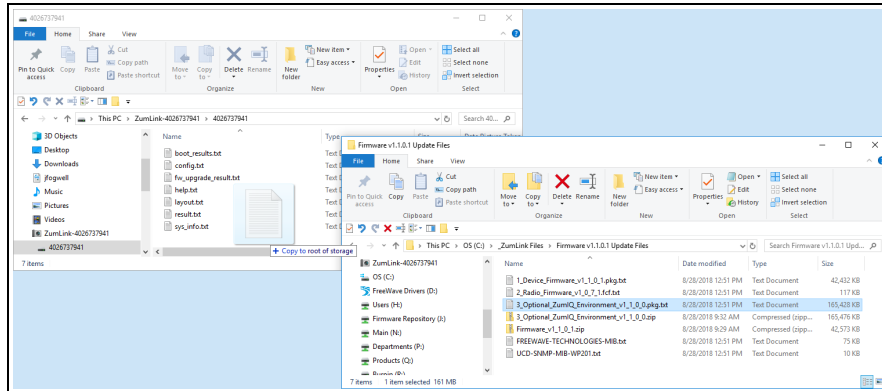 4026737941
File Home Share View
Pin to Quick access
Copy
Paste
Cut
Copy path
Paste shortcut
Move to
Copy to
Delete
Rename
New folder
New item
Easy access
Properties
Open
Edit
History
Select all
Select none
Invert selection
Clipboard Organize New Open Select
This PC > ZumLink-4026737941 > 4026737941
Search 40...
3D Objects
Desktop
Downloads
jfogwell
Music
Pictures
Videos
ZumLink-4026737941
4026737941
Name Type
boot_results.txt Text D
config.txt Text D
fw_upgrade_result.txt Text D
help.txt Text D
layout.txt Text D
result.txt Text D
sys_info.txt Text D
+ Copy to root of storage
7 items
Firmware v1.1.0.1 Update Files
File Home Share View
Pin to Quick access
Copy
Paste
Cut
Copy path
Paste shortcut
Move to
Copy to
Delete
Rename
New folder
New item
Easy access
Properties
Open
Edit
History
Select all
Select none
Invert selection
Clipboard Organize New Open Select
This PC > OS (C:) > _ZumLink Files > Firmware v1.1.0.1 Update Files
Search Firmware v1.1.0.1 Upd...
ZumLink-4026737941
OS (C:)
FreeWave Drivers (D:)
Users (H:)
Firmware Repository (J:)
Main (N:)
Departments (P:)
Products (Q:)
Name Date modified Type Size
1_Device_Firmware_v1_1_0_1.pkg.txt 8/28/2018 12:51 PM Text Document 42,432 KB
2_Radio_Firmware_v1_0_7_1.fcf.txt 8/28/2018 12:51 PM Text Document 117 KB
3_Optional_ZumIQ_Environment_v1_1_0_0.pkg.txt 8/28/2018 12:51 PM Text Document 165,428 KB
3_Optional_ZumIQ_Environment_v1_1_0_0.zip 8/28/2018 9:32 AM Compressed (zipp... 165,476 KB
Firmware_v1_1_0_1.zip 8/28/2018 9:29 AM Compressed (zipp... 42,573 KB
FREEWAVE-TECHNOLOGIES-MIB.txt 8/28/2018 12:51 PM Text Document 75 KB
UCD-SNMP-MIB-WP201.txt 8/28/2018 12:51 PM Text Document 10 KB
7 items 1 item selected 161 MB